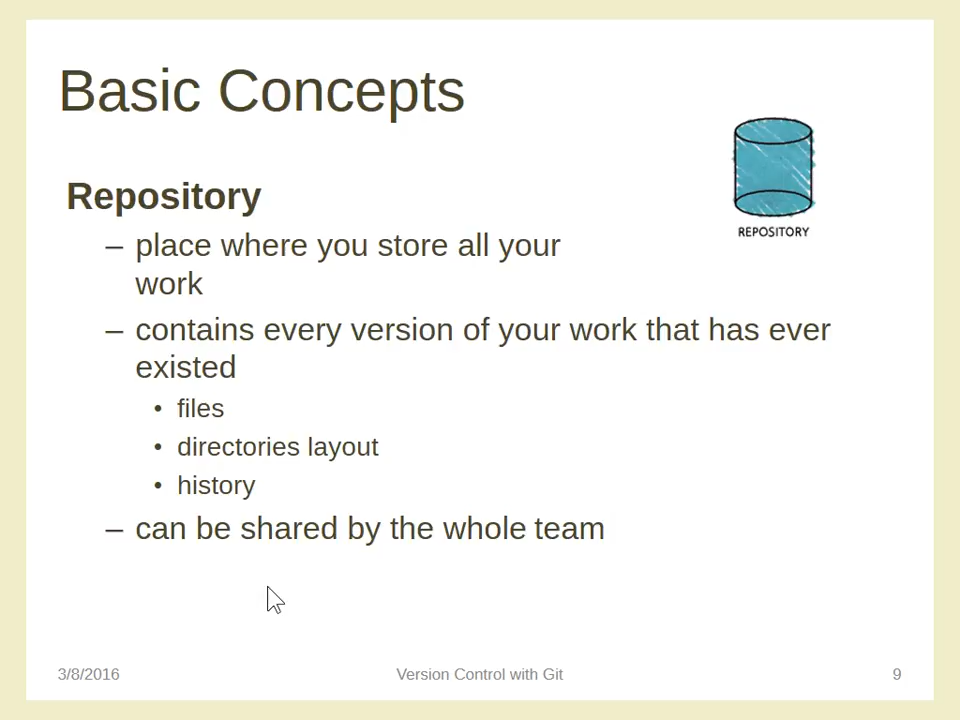 Basic Concepts
REPOSITORY
Repository
– place where you store all your
work
– contains every version of your work that has ever
existed
• files
• directories layout
• history
– can be shared by the whole team
3/8/2016
Version Control with Git
9